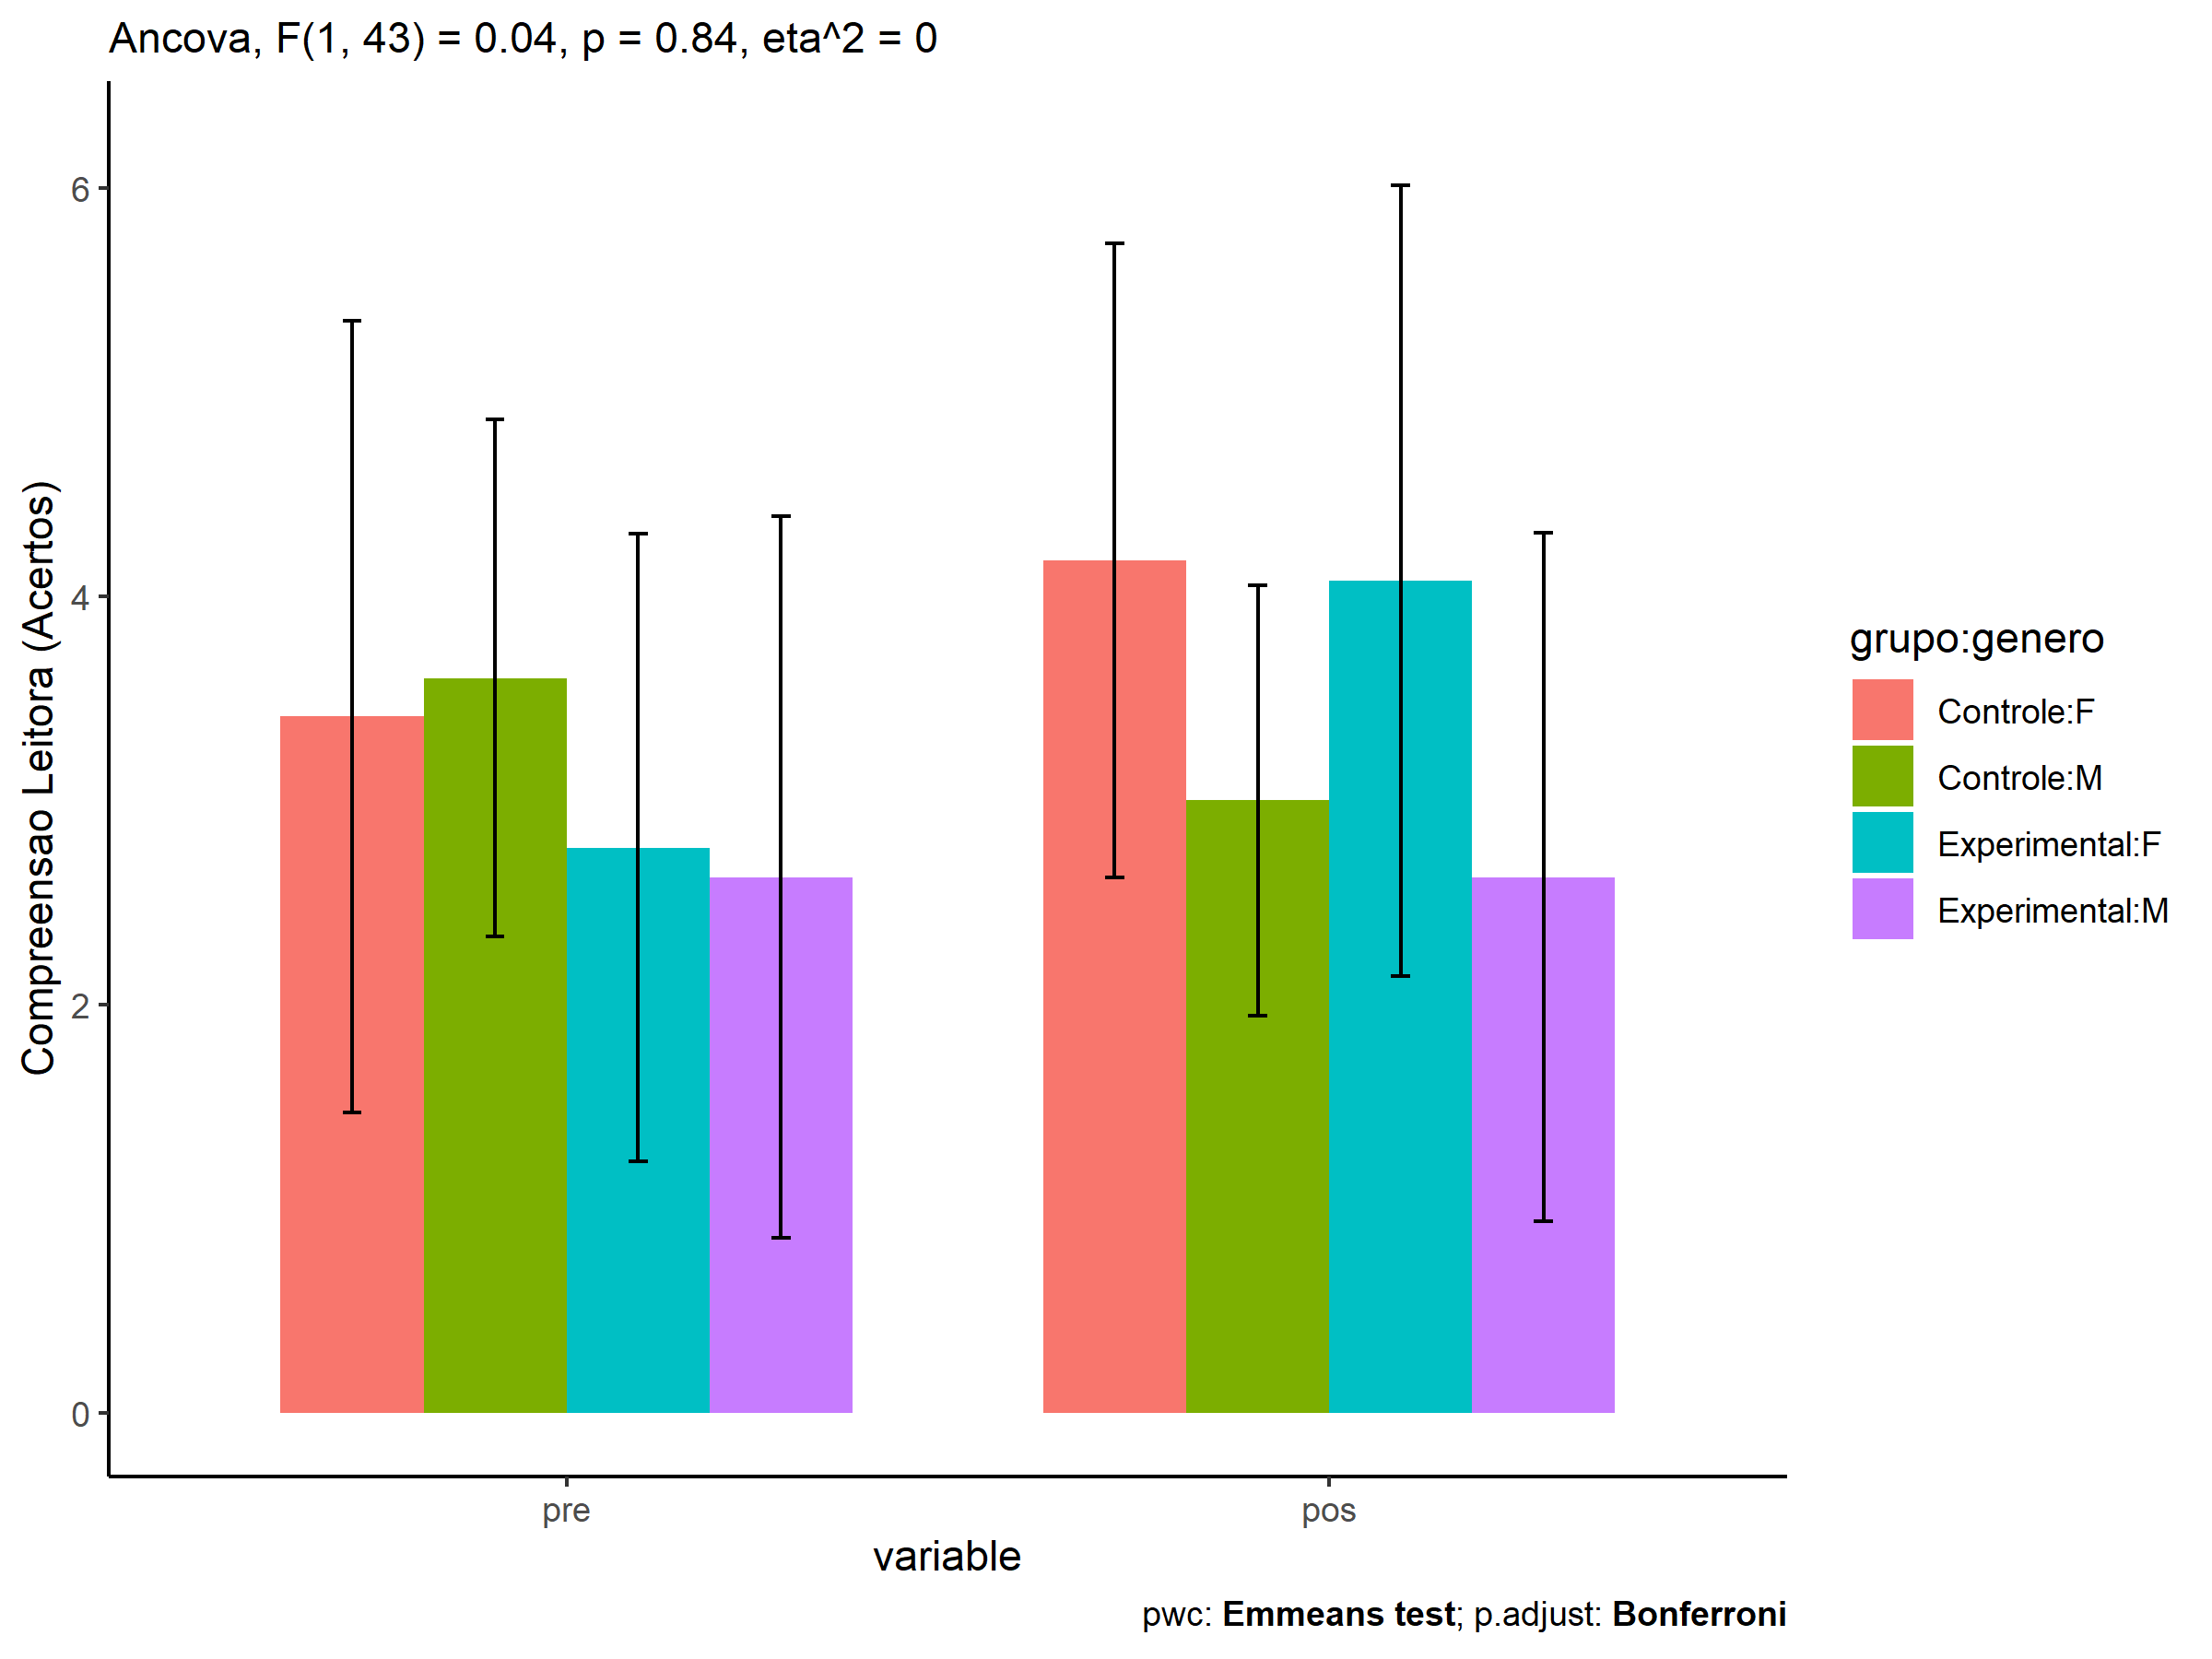 Ancova, F(1, 43) = 0.04, p = 0.84, eta^2 = 0
Compreensao Leitora (Acertos)
6
4
2
0
pre
pos
variable
grupo:genero
Controle:F
Controle:M
Experimental:F
Experimental:M
pwc: Emmeans test; p.adjust: Bonferroni